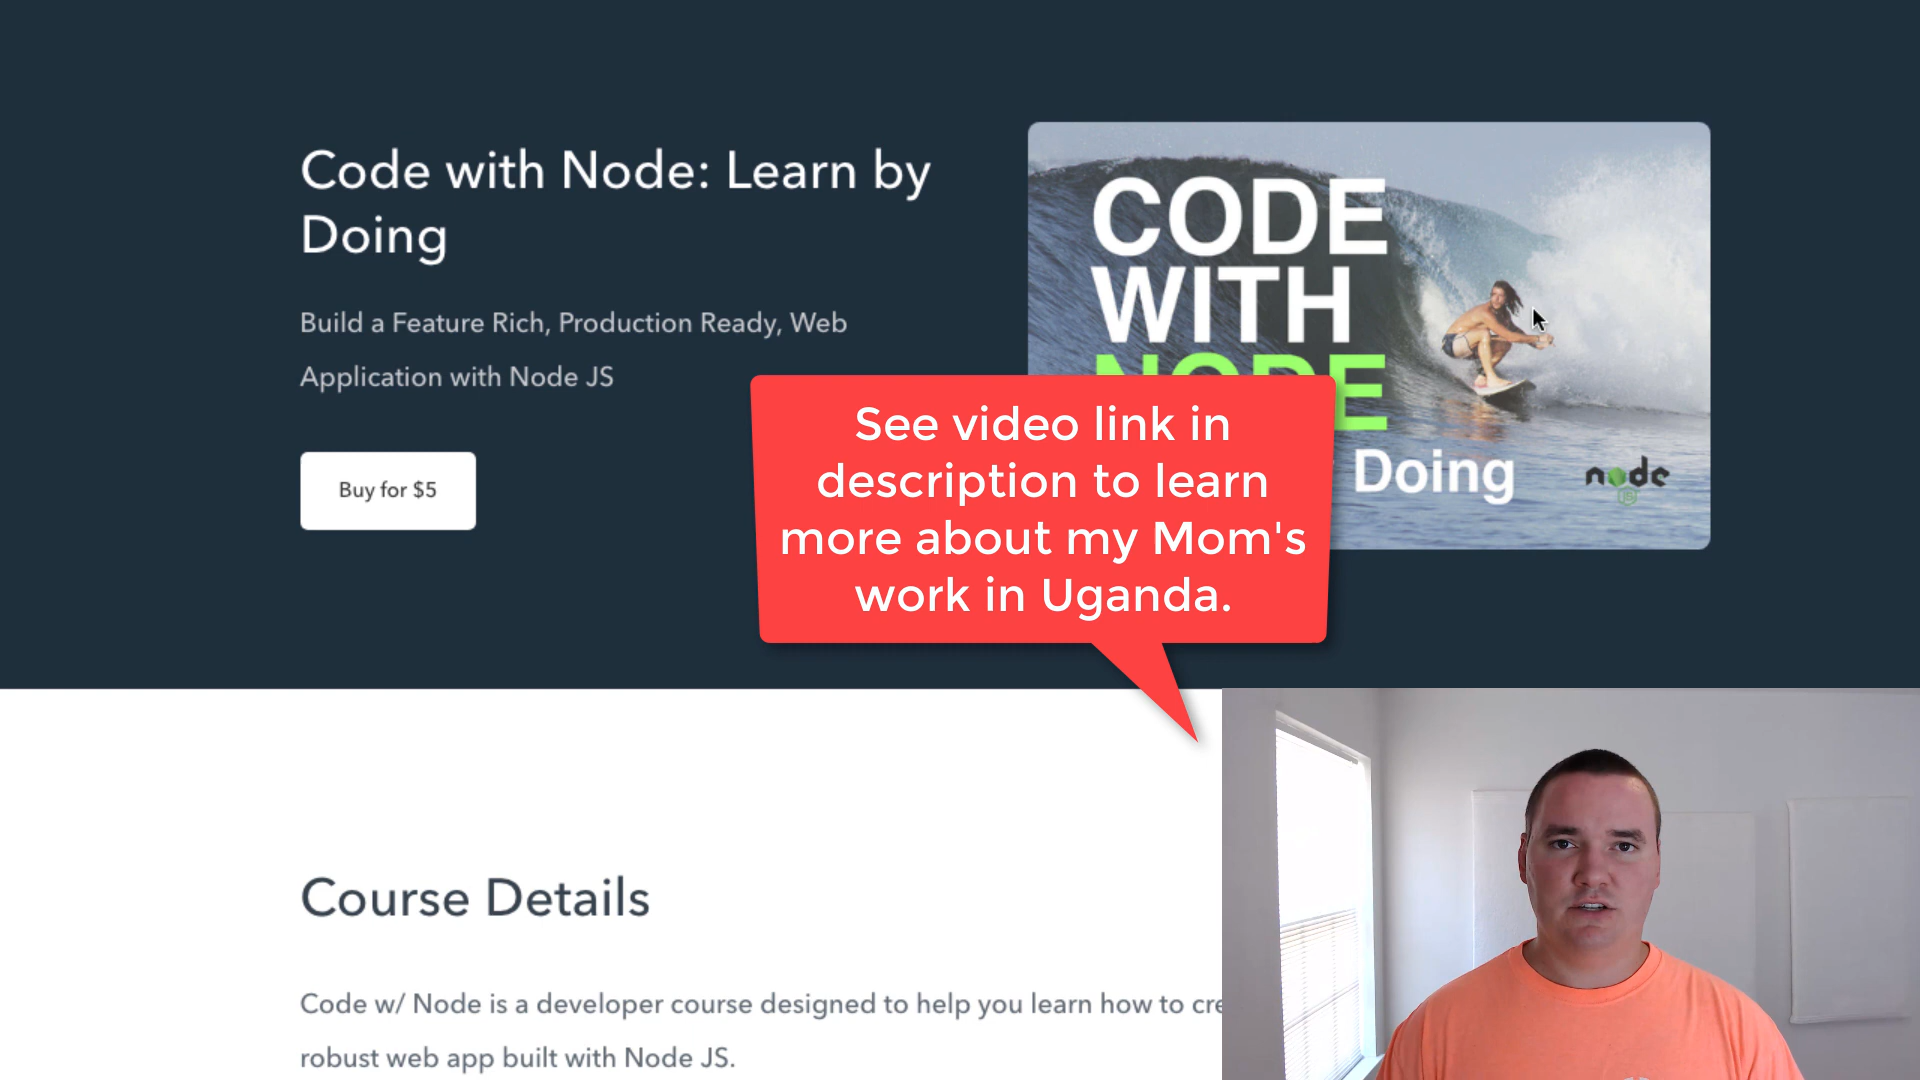 Code with Node: Learn by
Doing
Build a Feature Rich, Production Ready, Web
Application with Node JS
Buy for $5
CODE
WITH
NODE
Doing
node
JS
See video link in
description to learn
more about my Mom's
work in Uganda.
Course Details
Code w/ Node is a developer course designed to help you learn how to cre
robust web app built with Node JS.